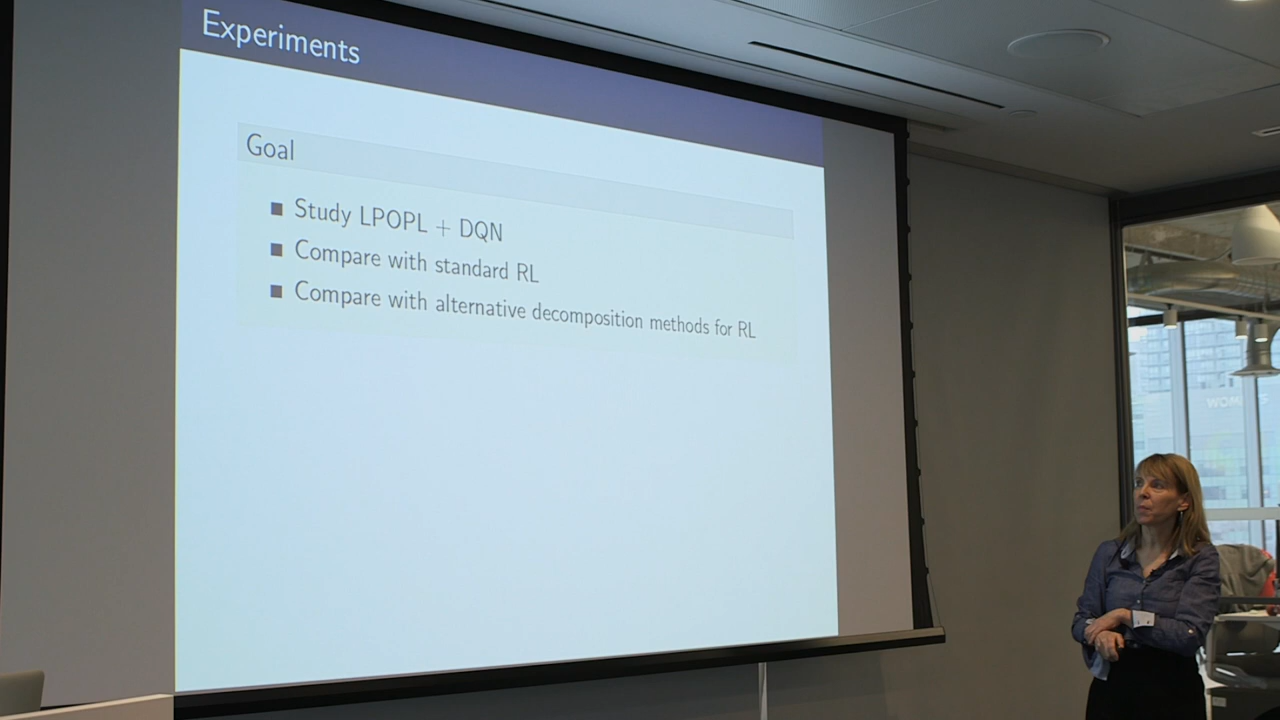 Experiments
Goal
Study LPOPL + DQN
Compare with standard RL
Compare with alternative decomposition methods for RL